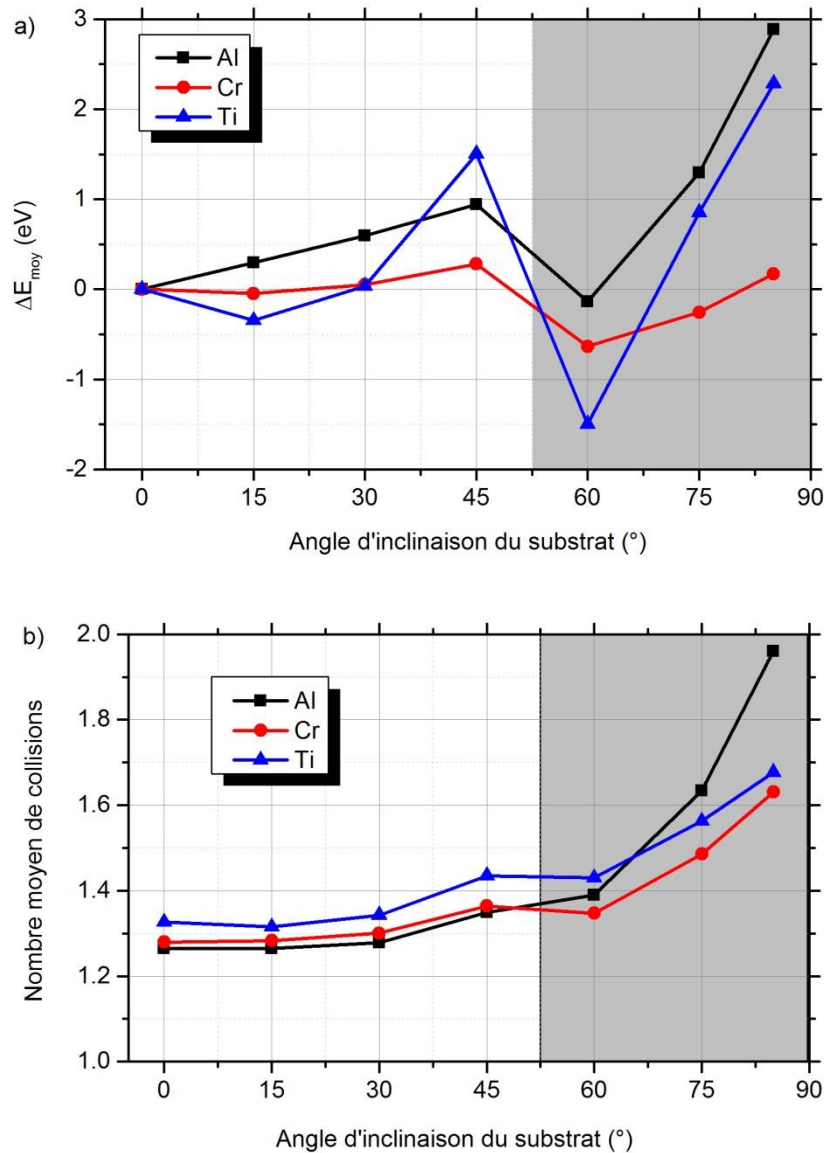 a)
3
2
1
0
-1
-2
ΔEmoy (eV)
Al
Cr
Ti
0 15 30 45 60 75 90
Angle d'inclinaison du substrat (°)
b)
2.0
1.8
1.6
1.4
1.2
1.0
Nombre moyen de collisions
Al
Cr
Ti
0 15 30 45 60 75 90
Angle d'inclinaison du substrat (°)